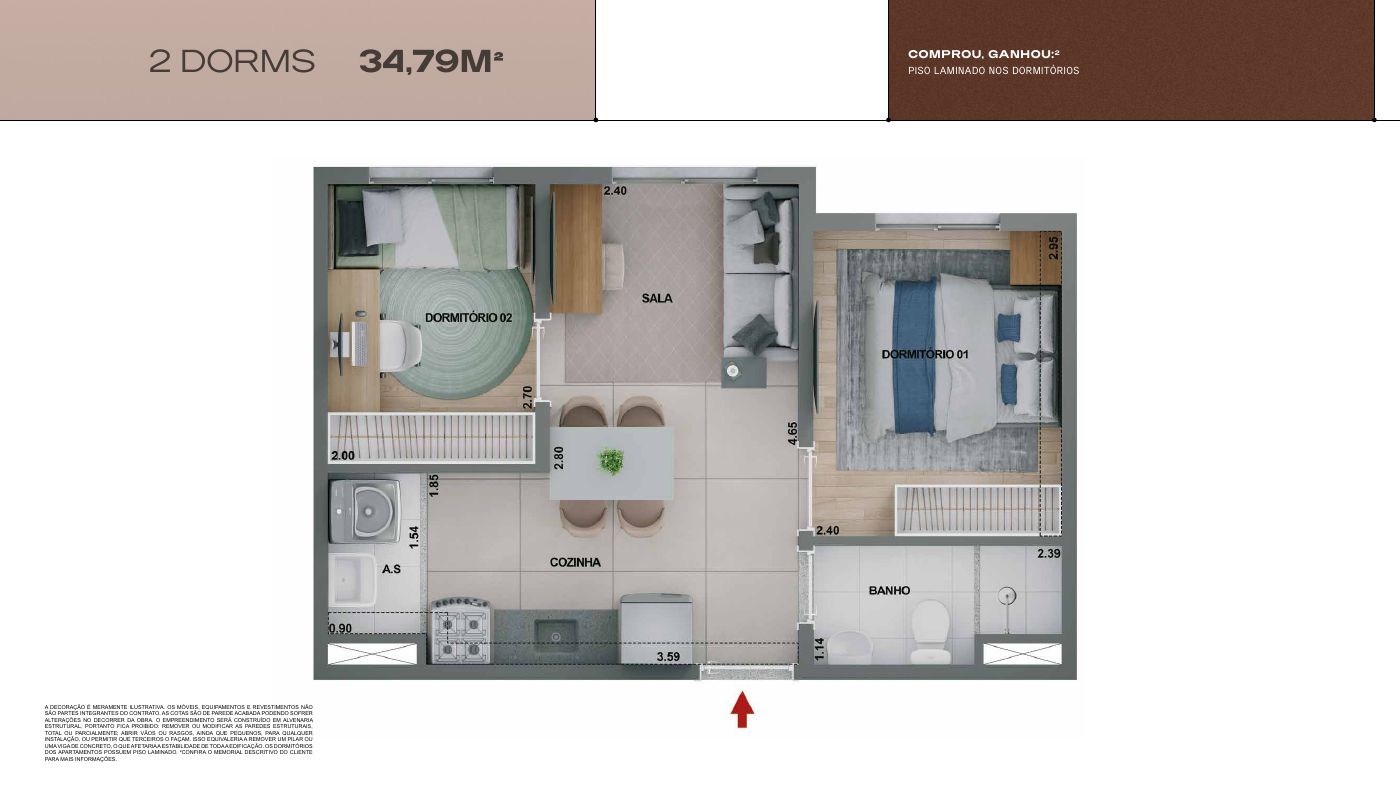 2 DORMS 34,79M²
COMPROU, GANHOU:²
PISO LAMINADO NOS DORMITÓRIOS
2.40
2.95
SALA
DORMITÓRIO 02
DORMITÓRIO 01
2.70
4.65
2.00
2.80
1.85
1.54
2.40
2.39
A.S
COZINHA
BANHO
0.90
3.59
1.14
A DECORAÇÃO É MERAMENTE ILUSTRATIVA. OS MÓVEIS, EQUIPAMENTOS E REVESTIMENTOS NÃO
SÃO PARTES INTEGRANTES DO CONTRATO. AS COTAS SÃO DE PAREDE ACABADA PODENDO SOFRER
ALTERAÇÕES NO DECORRER DA OBRA. O EMPREENDIMENTO SERÁ CONSTRUÍDO EM ALVENARIA
ESTRUTURAL, PORTANTO FICA PROIBIDO: REMOVER OU MODIFICAR AS PAREDES ESTRUTURAIS,
TOTAL OU PARCIALMENTE; ABRIR VÃOS OU RASGOS, AINDA QUE PEQUENOS, PARA QUALQUER
INSTALAÇÃO, OU PERMITIR QUE TERCEIROS O FAÇAM. ISSO EQUIVALERIA A REMOVER UM PILAR OU
UMA VIGA DE CONCRETO, O QUE AFETARIA A ESTABILIDADE DE TODA A EDIFICAÇÃO. OS DORMITÓRIOS
DOS APARTAMENTOS POSSUEM PISO LAMINADO. *CONFIRA O MEMORIAL DESCRITIVO DO CLIENTE
PARA MAIS INFORMAÇÕES.